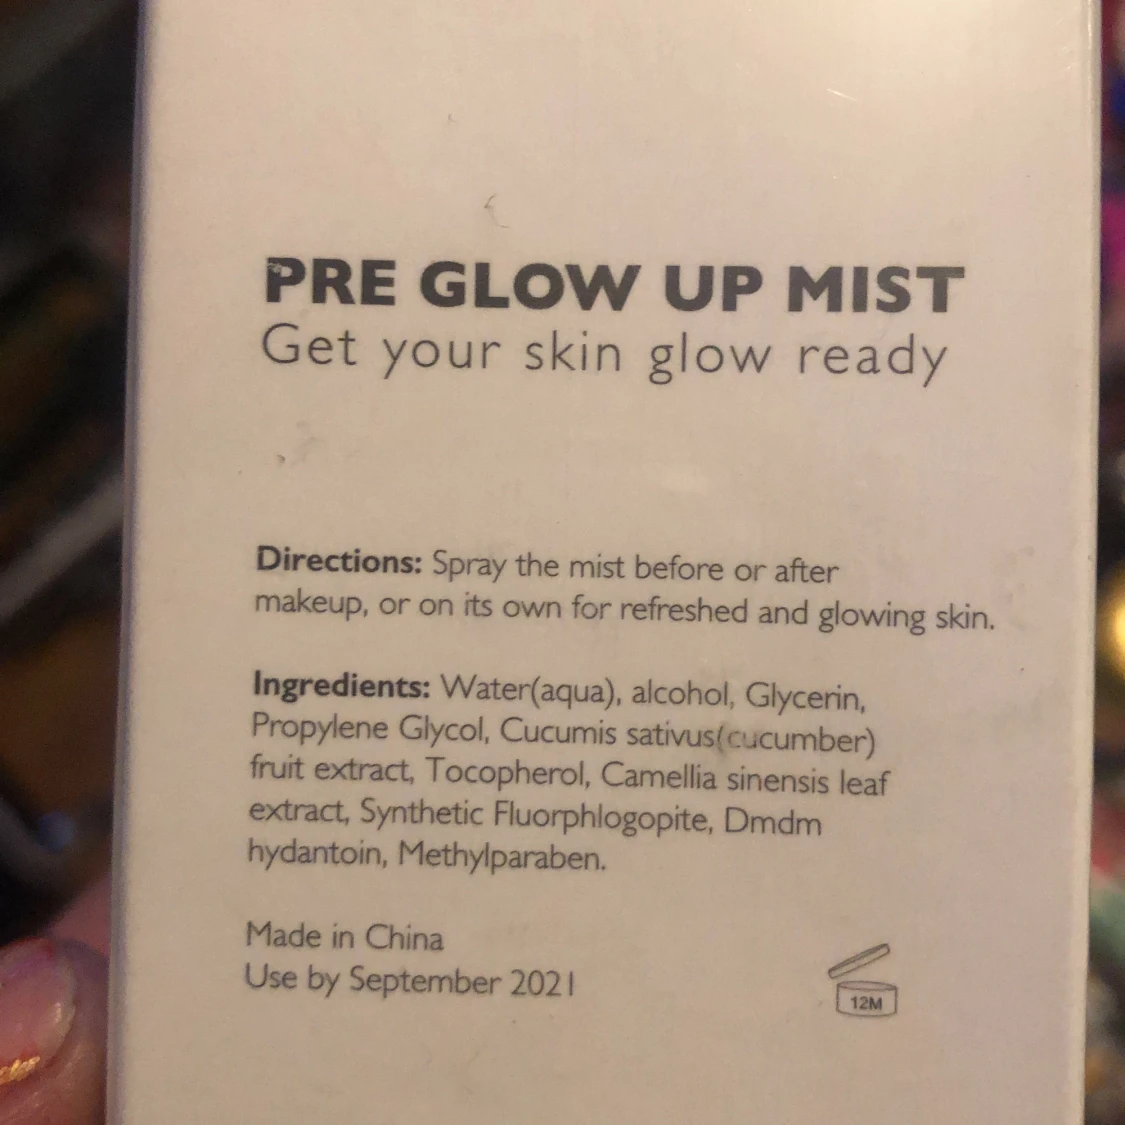 PRE GLOW UP MIST
Get your skin glow ready
Directions: Spray the mist before or after
makeup, or on its own for refreshed and glowing skin.
Ingredients: Water(aqua), alcohol, Glycerin,
Propylene Glycol, Cucumis sativus(cucumber)
fruit extract, Tocopherol, Camellia sinensis leaf
extract, Synthetic Fluorphlogopite, Dmdm
hydantoin, Methylparaben.
Made in China
Use by September 2021
12M